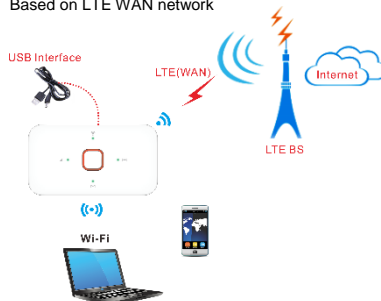 Based on LTE WAN network
USB Interface
LTE(WAN)
Internet
LTE BS
Wi-Fi